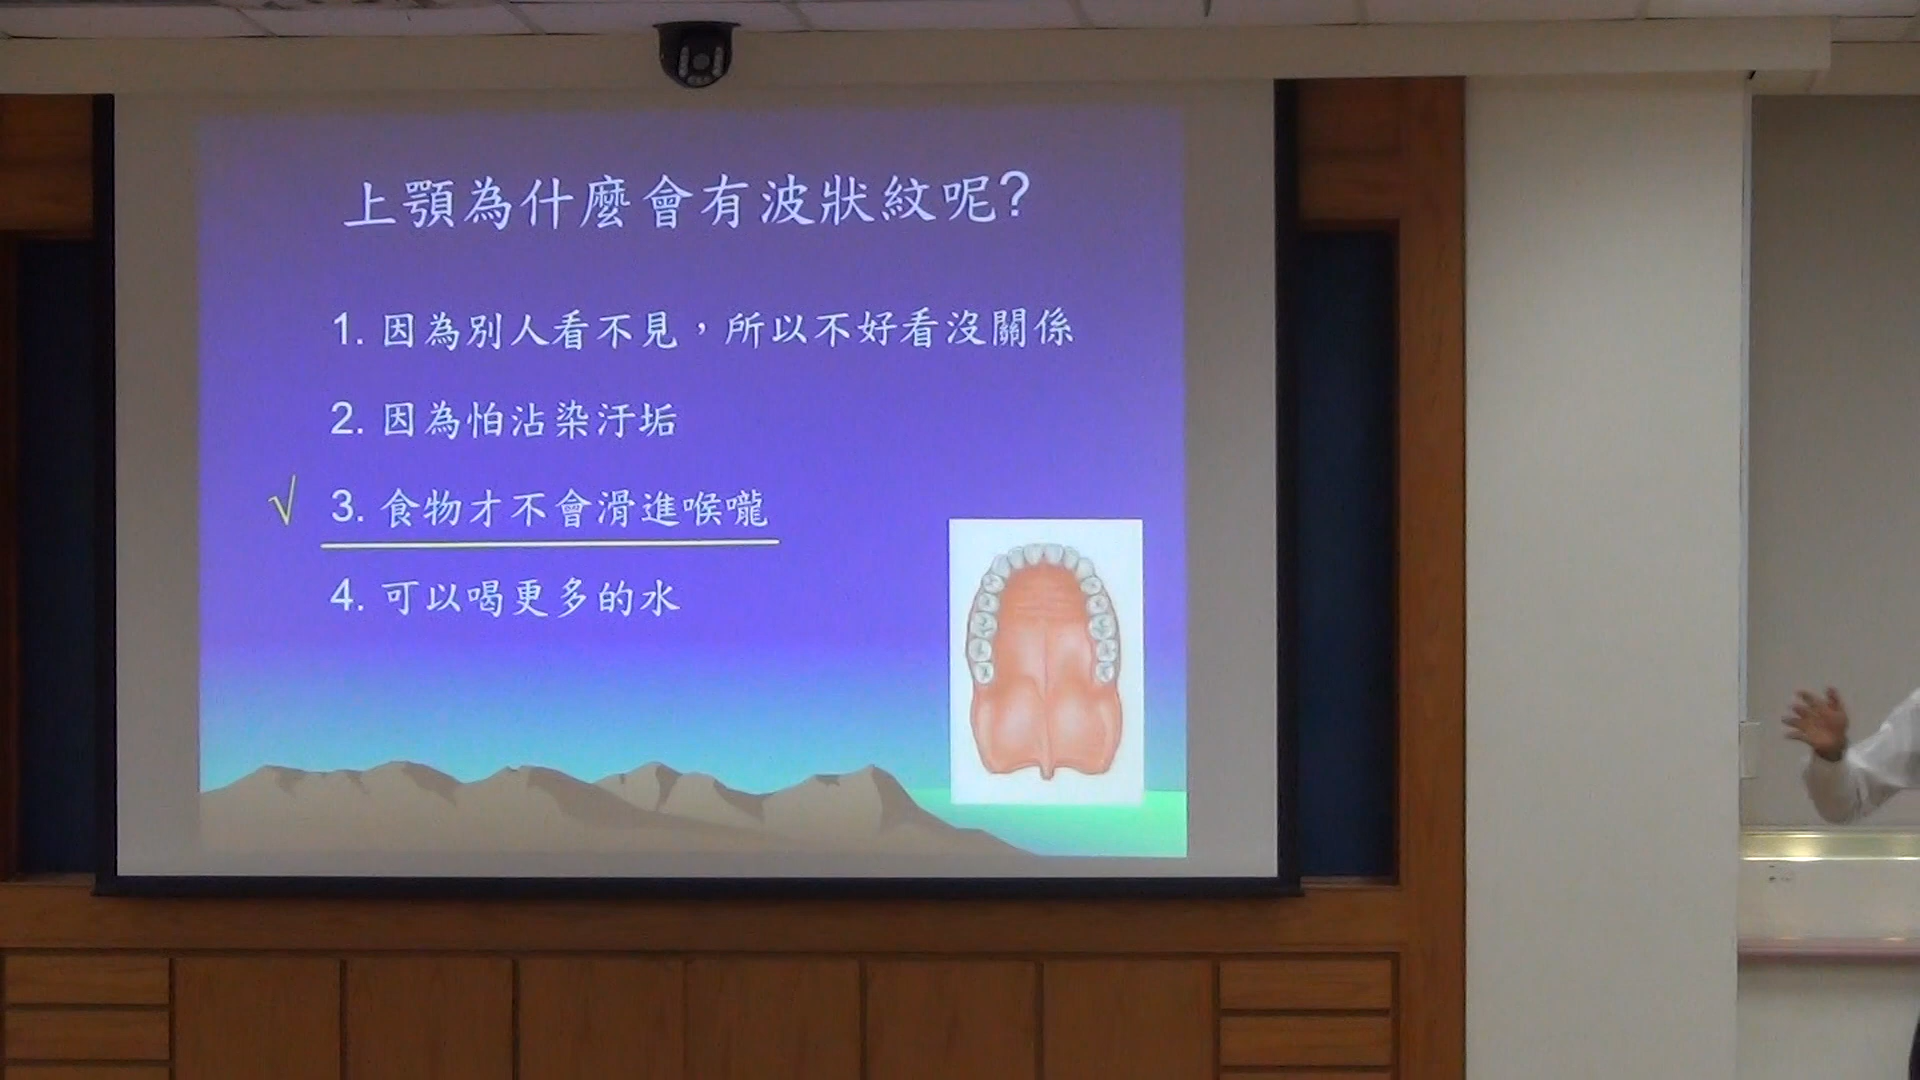 上顎為什麼會有波狀紋呢?
1. 因為別人看不見，所以不好看沒關係
2. 因為怕沾染汙垢
√ 3. 食物才不會滑進喉嚨
4. 可以喝更多的水